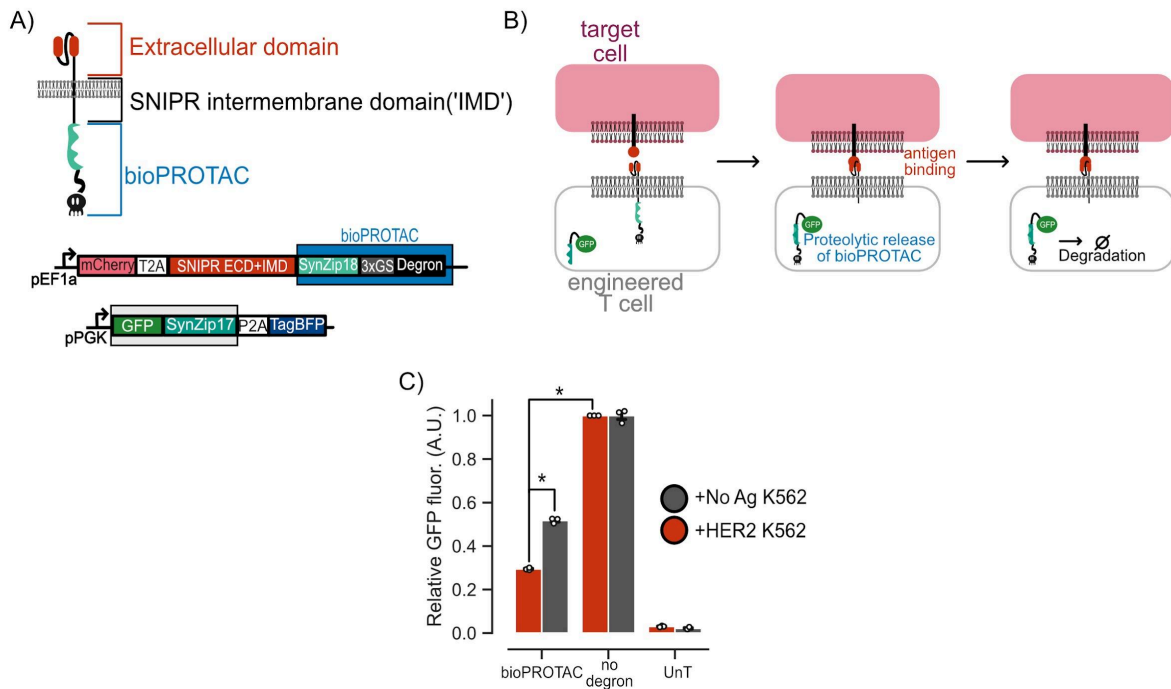 A)
Extracellular domain
SNIPR intermembrane domain('IMD')
bioPROTAC
bioPROTAC
pEF1a
mCherry T2A SNIPR ECD+IMD SynZip18 3xGS Degron
pPGK
GFP SynZip17 P2A TagBFP
B)
target
cell
GFP
engineered
T cell
GFP
Proteolytic release
of bioPROTAC
antigen
binding
GFP
Degradation
C)
Relative GFP fluor. (A.U.)
1.0
0.8
0.6
0.4
0.2
0.0
*
*
bioPROTAC
no
degron
UnT
+No Ag K562
+HER2 K562